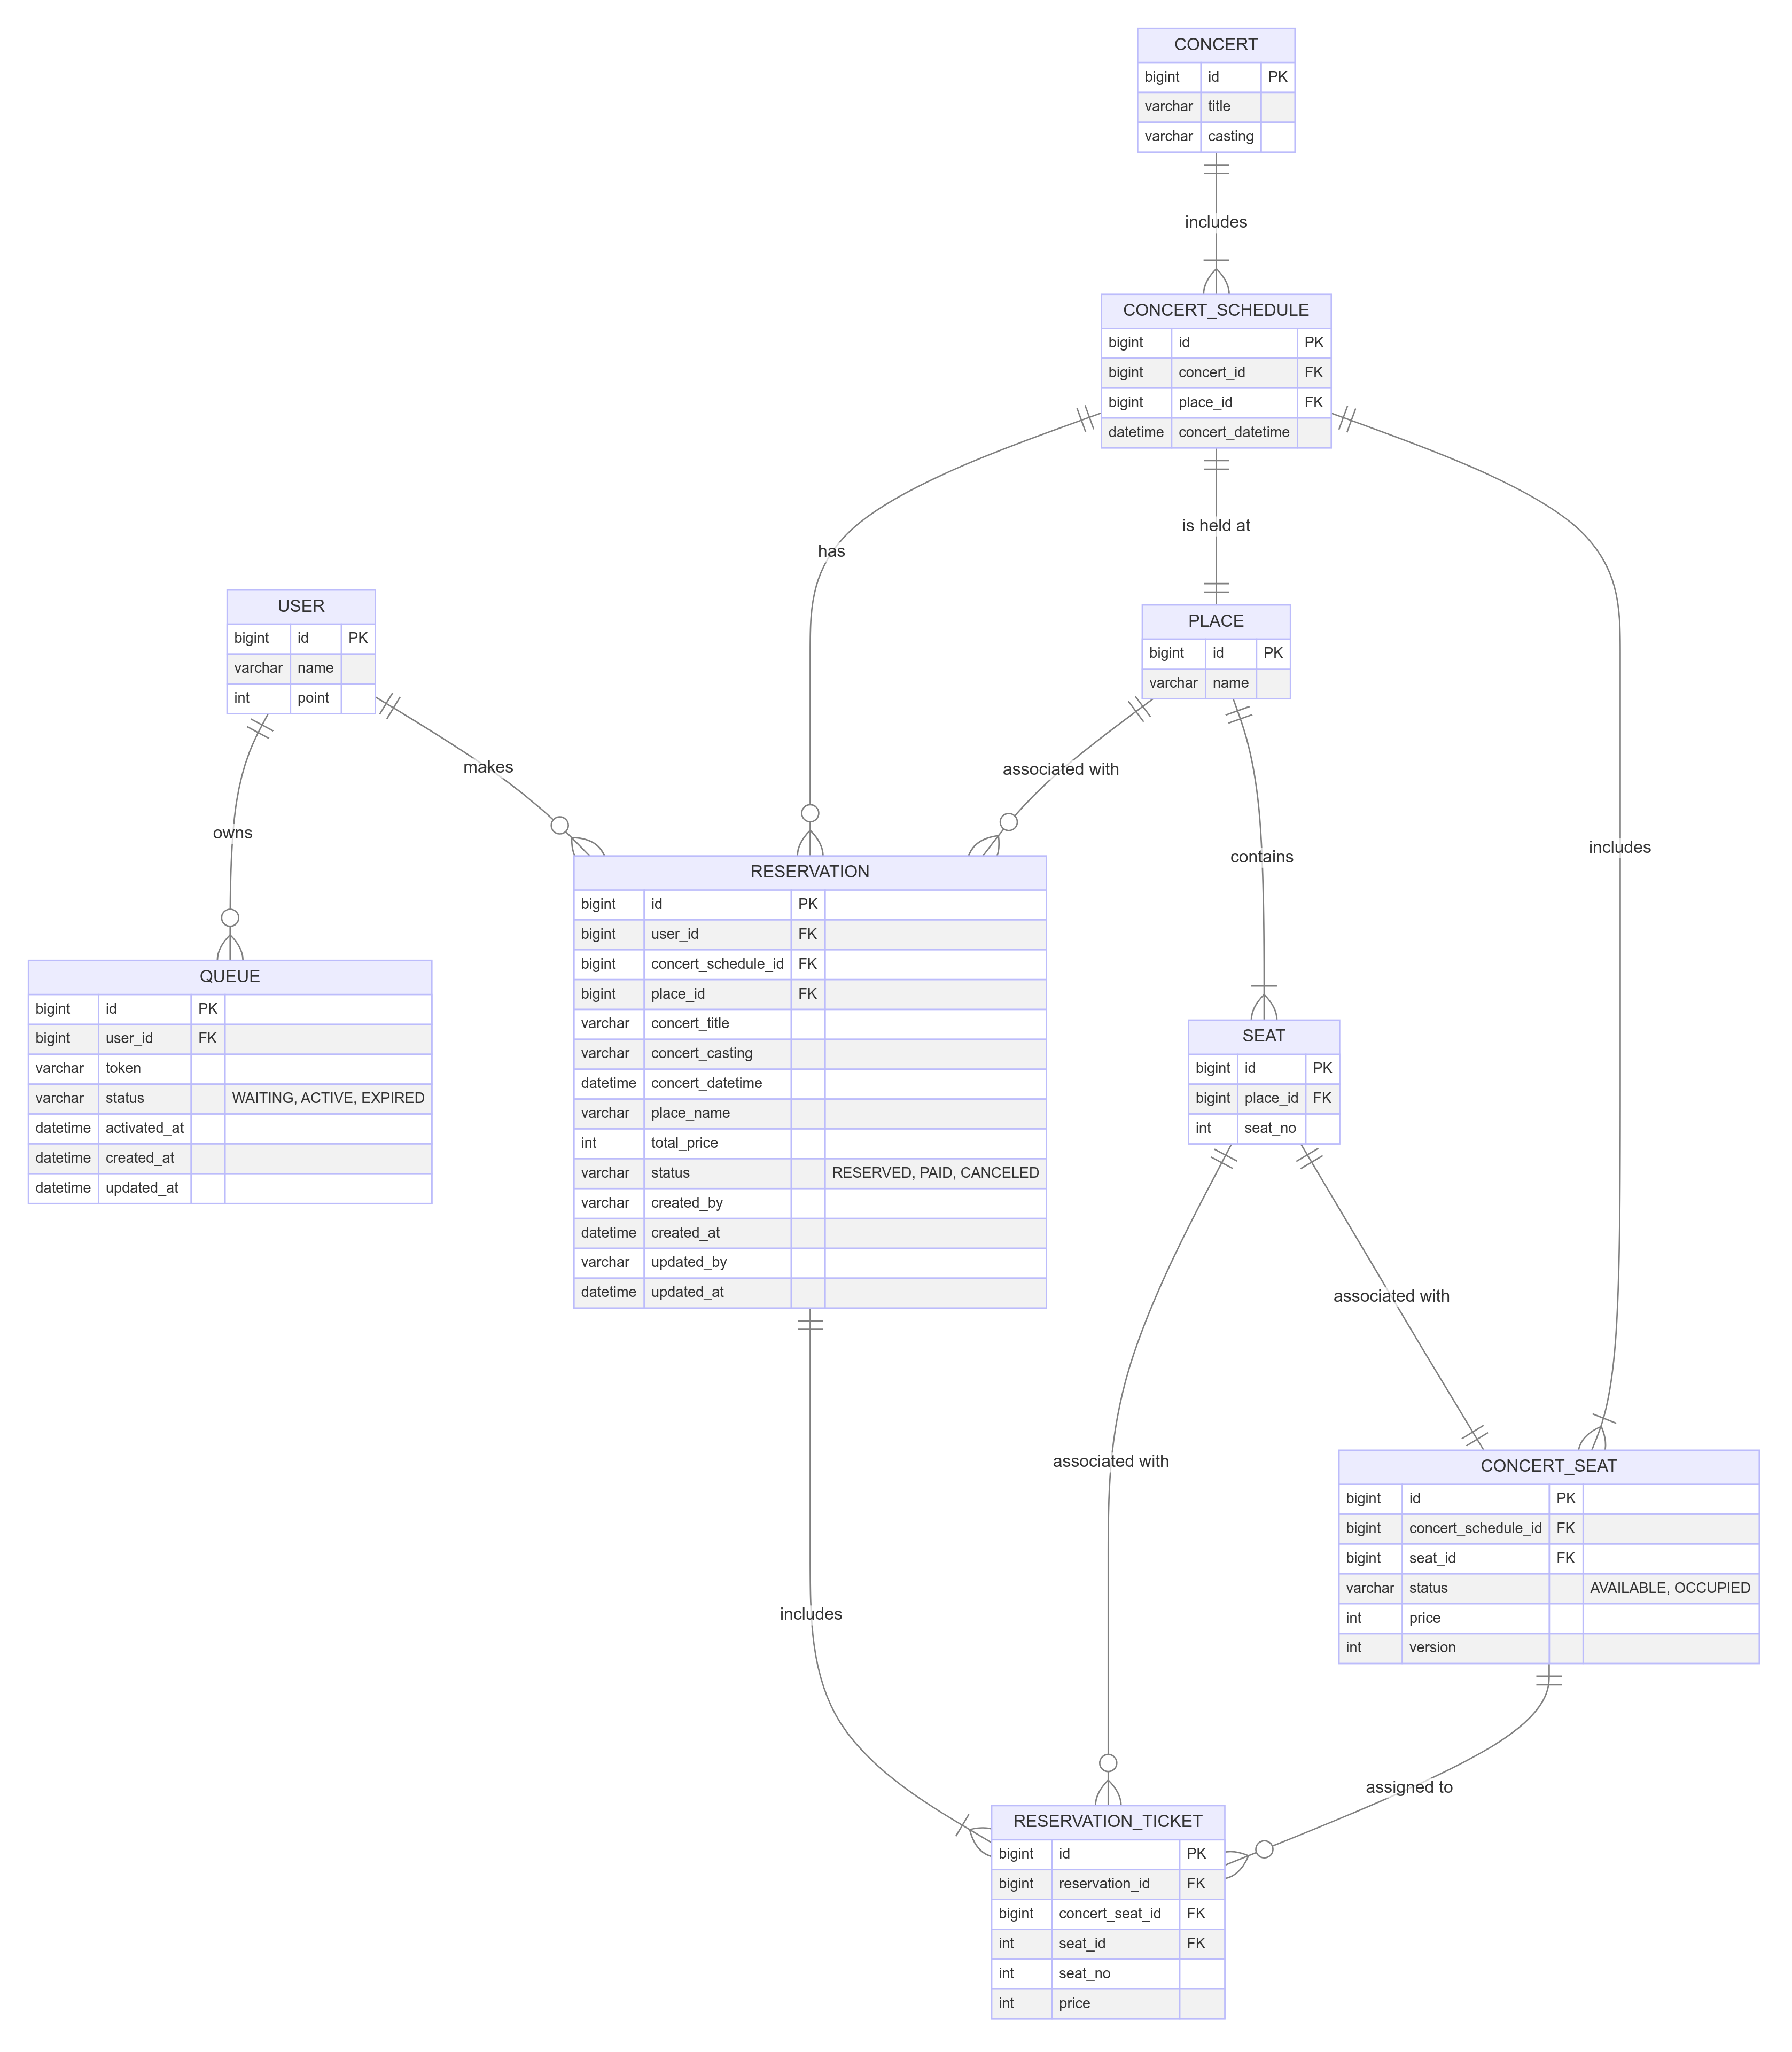 CONCERT
bigint id PK
varchar title
varchar casting
includes
CONCERT_SCHEDULE
bigint id PK
bigint concert_id FK
bigint place_id FK
datetime concert_datetime
is held at
has
USER
bigint id PK
varchar name
int point
PLACE
bigint id PK
varchar name
makes
associated with
owns
contains
includes
RESERVATION
bigint id PK
bigint user_id FK
bigint concert_schedule_id FK
bigint place_id FK
varchar concert_title
varchar concert_casting
datetime concert_datetime
varchar place_name
int total_price
varchar status RESERVED, PAID, CANCELED
varchar created_by
datetime created_at
varchar updated_by
datetime updated_at
QUEUE
bigint id PK
bigint user_id FK
varchar token
varchar status WAITING, ACTIVE, EXPIRED
datetime activated_at
datetime created_at
datetime updated_at
SEAT
bigint id PK
bigint place_id FK
int seat_no
associated with
associated with
CONCERT_SEAT
bigint id PK
bigint concert_schedule_id FK
bigint seat_id FK
varchar status AVAILABLE, OCCUPIED
int price
int version
includes
assigned to
RESERVATION_TICKET
bigint id PK
bigint reservation_id FK
bigint concert_seat_id FK
int seat_id FK
int seat_no
int price